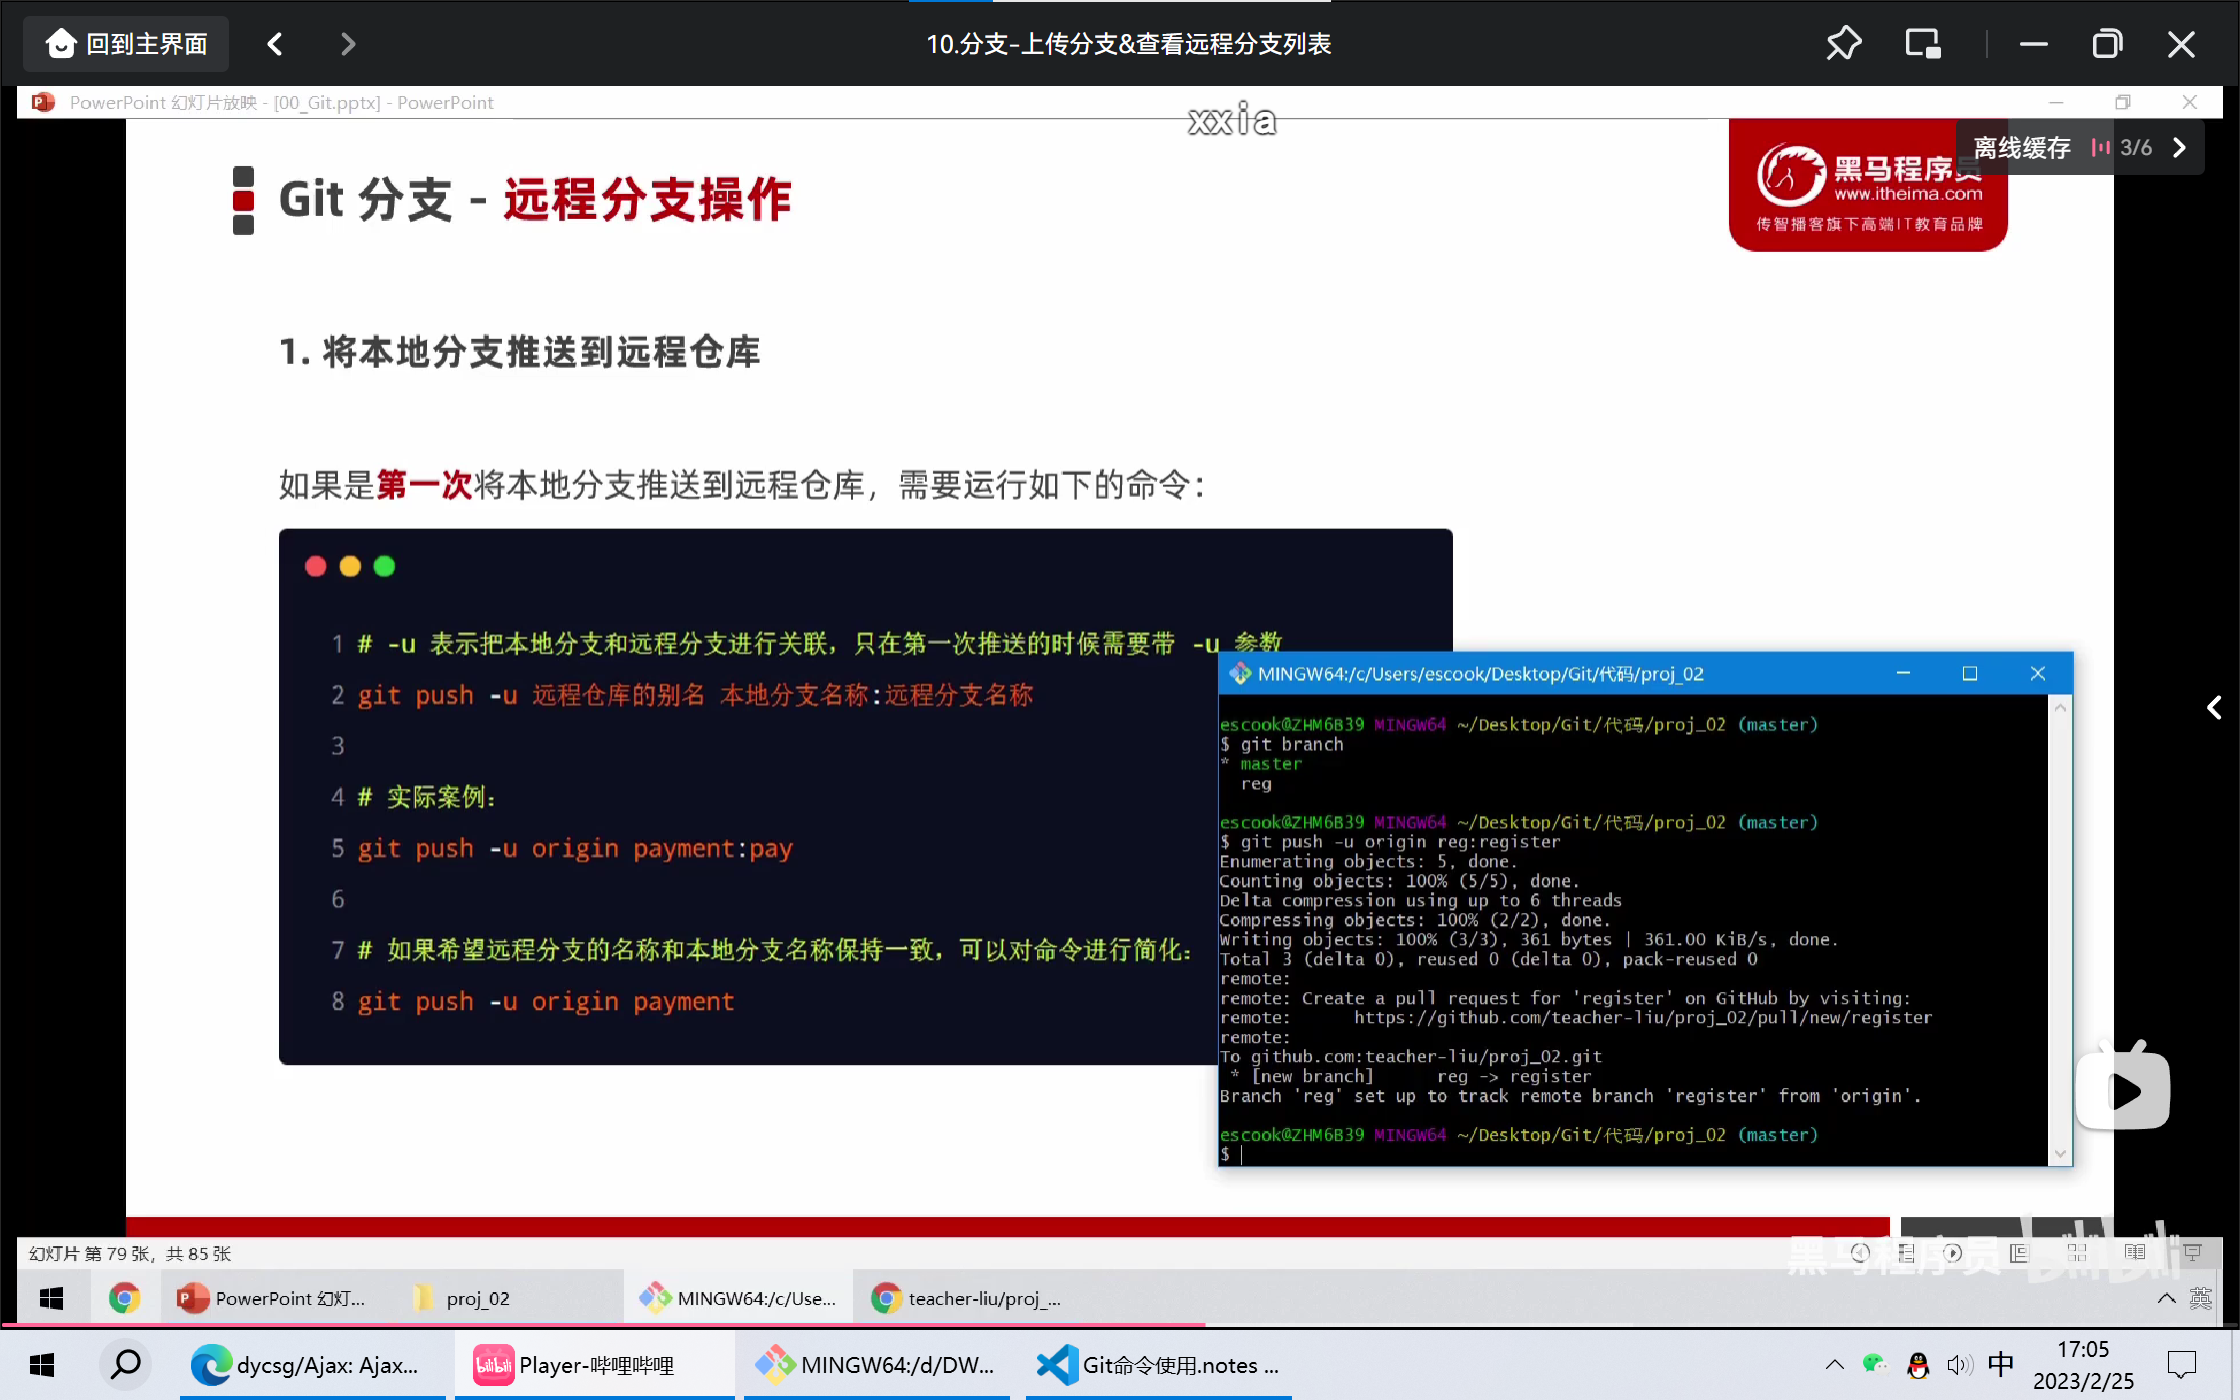 回到主界面
10.分支-上传分支&查看远程分支列表
PowerPoint 幻灯片放映 - [00_Git.pptx] - PowerPoint
xxia
离线缓存 3/6
黑马程序员
www.itheima.com
传智播客旗下高端IT教育品牌
Git 分支 - 远程分支操作
1. 将本地分支推送到远程仓库
如果是第一次将本地分支推送到远程仓库，需要运行如下的命令：
1 # -u 表示把本地分支和远程分支进行关联，只在第一次推送的时候需要带 -u 参数
2 git push -u 远程仓库的别名 本地分支名称:远程分支名称
3
4 # 实际案例：
5 git push -u origin payment:pay
6
7 # 如果希望远程分支的名称和本地分支名称保持一致，可以对命令进行简化：
8 git push -u origin payment
MINGW64:/c/Users/escook/Desktop/Git/代码/proj_02
escook@ZHM6B39 MINGW64 ~/Desktop/Git/代码/proj_02 (master)
$ git branch
* master
  reg
escook@ZHM6B39 MINGW64 ~/Desktop/Git/代码/proj_02 (master)
$ git push -u origin reg:register
Enumerating objects: 5, done.
Counting objects: 100% (5/5), done.
Delta compression using up to 6 threads
Compressing objects: 100% (2/2), done.
Writing objects: 100% (3/3), 361 bytes | 361.00 KiB/s, done.
Total 3 (delta 0), reused 0 (delta 0), pack-reused 0
remote:
remote: Create a pull request for 'register' on GitHub by visiting:
remote:      https://github.com/teacher-liu/proj_02/pull/new/register
remote:
To github.com:teacher-liu/proj_02.git
 * [new branch]      reg -> register
Branch 'reg' set up to track remote branch 'register' from 'origin'.
escook@ZHM6B39 MINGW64 ~/Desktop/Git/代码/proj_02 (master)
$
幻灯片 第 79 张，共 85 张
黑马程序员 bilibili
PowerPoint 幻灯... proj_02 MINGW64:/c/Use... teacher-liu/proj_... 英
dycsg/Ajax: Ajax... Player-哔哩哔哩 MINGW64:/d/DW... Git命令使用.notes ... 中
17:05
2023/2/25